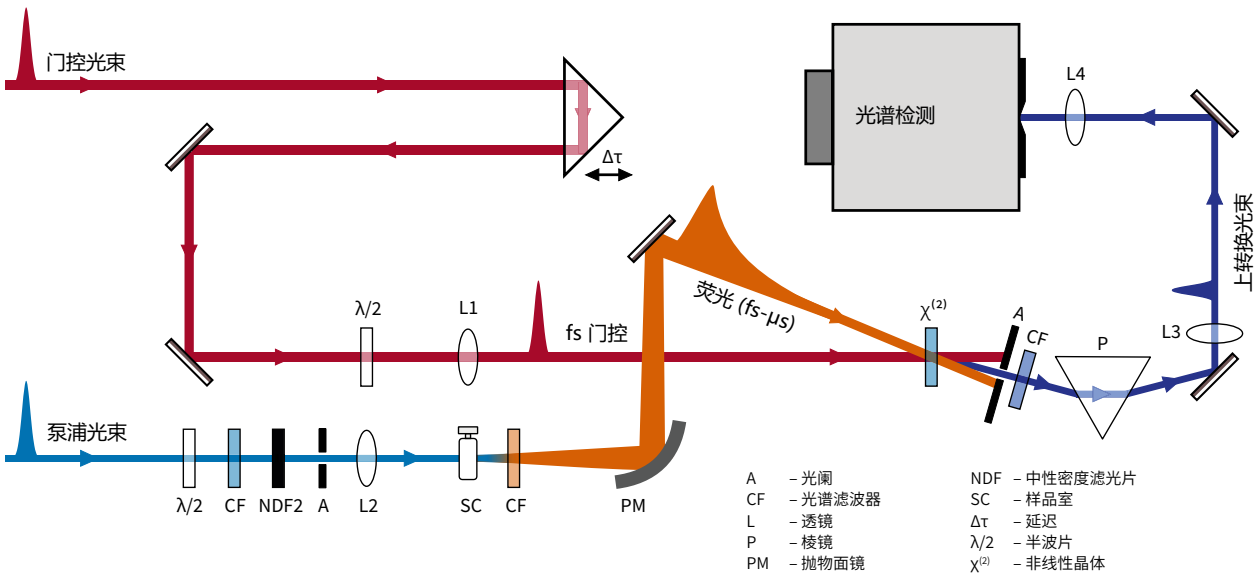 门控光束
Δτ
光谱检测
L4
上转换光束
L3
荧光 (fs-μs)
λ/2
L1
fs 门控
χ⁽²⁾
A
CF
P
泵浦光束
λ/2
CF
NDF2
A
L2
SC
CF
PM
A – 光阑
CF – 光谱滤波器
L – 透镜
P – 棱镜
PM – 抛物面镜
NDF – 中性密度滤光片
SC – 样品室
Δτ – 延迟
λ/2 – 半波片
χ⁽²⁾ – 非线性晶体